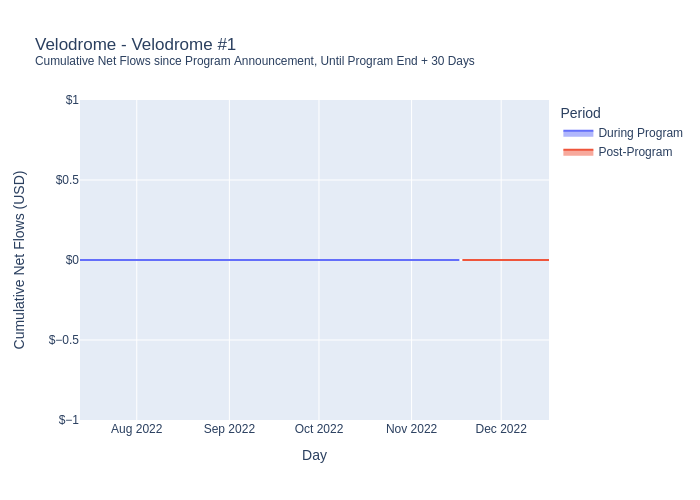 Velodrome - Velodrome #1
Cumulative Net Flows since Program Announcement, Until Program End + 30 Days
Cumulative Net Flows (USD)
$1
$0.5
$0
$−0.5
$−1
Aug 2022
Sep 2022
Oct 2022
Nov 2022
Dec 2022
Day
Period
During Program
Post-Program